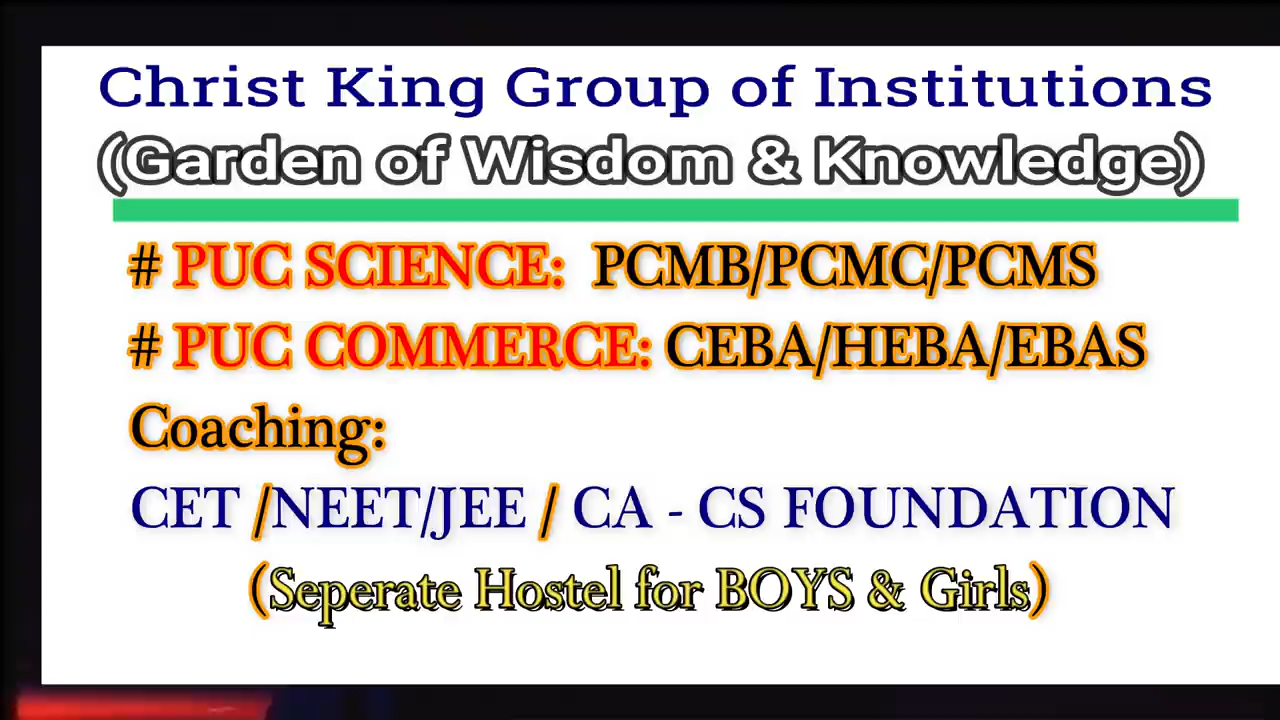 Christ King Group of Institutions
(Garden of Wisdom & Knowledge)
# PUC SCIENCE: PCMB/PCMC/PCMS
# PUC COMMERCE: CEBA/HEBA/EBAS
Coaching:
CET /NEET/JEE / CA - CS FOUNDATION
(Seperate Hostel for BOYS & Girls)